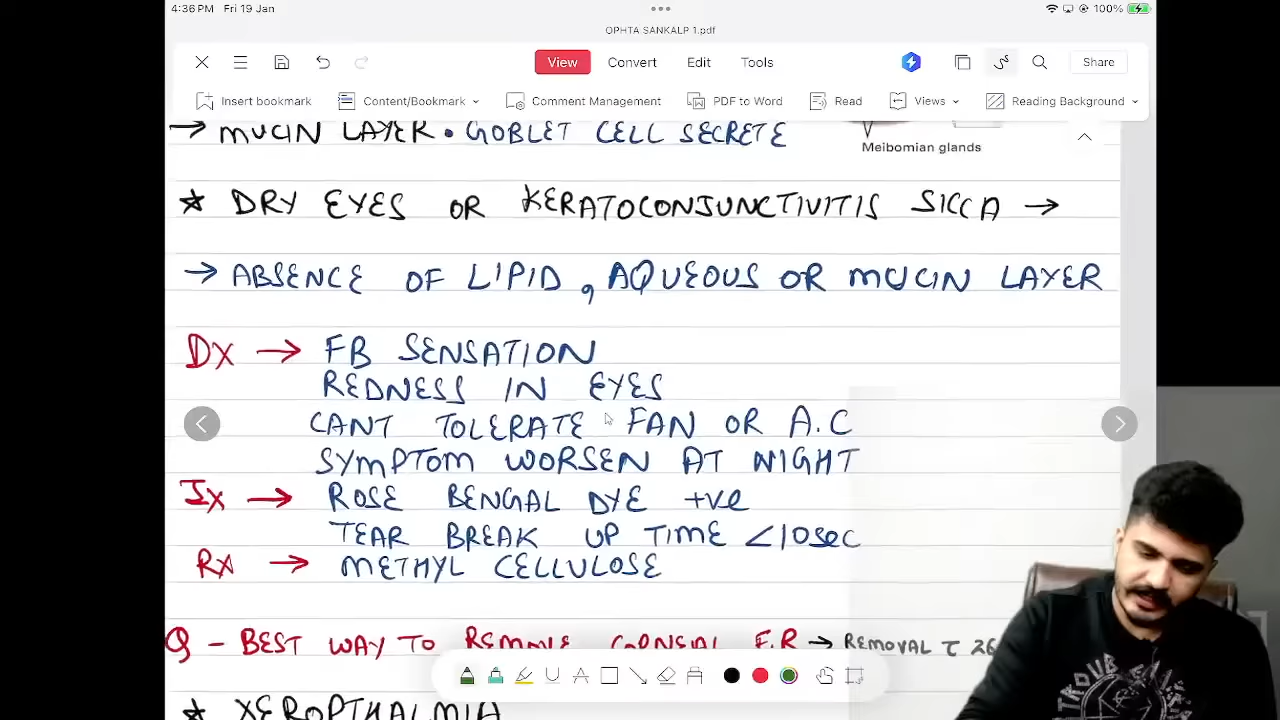 4:36 PM Fri 19 Jan
100%
OPHTA SANKALP 1.pdf
View Convert Edit Tools Share
Insert bookmark Content/Bookmark Comment Management PDF to Word Read Views Reading Background
→ MUCIN LAYER • GOBLET CELL SECRETE
Meibomian glands
★ DRY EYES OR KERATOCONJUNCTIVITIS SICCA →
→ ABSENCE OF LIPID, AQUEOUS OR MUCIN LAYER
DX → FB SENSATION
REDNESS IN EYES
CANT TOLERATE FAN OR A.C
SYMPTOM WORSEN AT NIGHT
IX → ROSE BENGAL DYE +ve
TEAR BREAK UP TIME <10sec
RX → METHYL CELLULOSE
Q - BEST WAY TO REMOVE CORNEAL F.B → REMOVAL C 26
★ XEROPTHALMIA